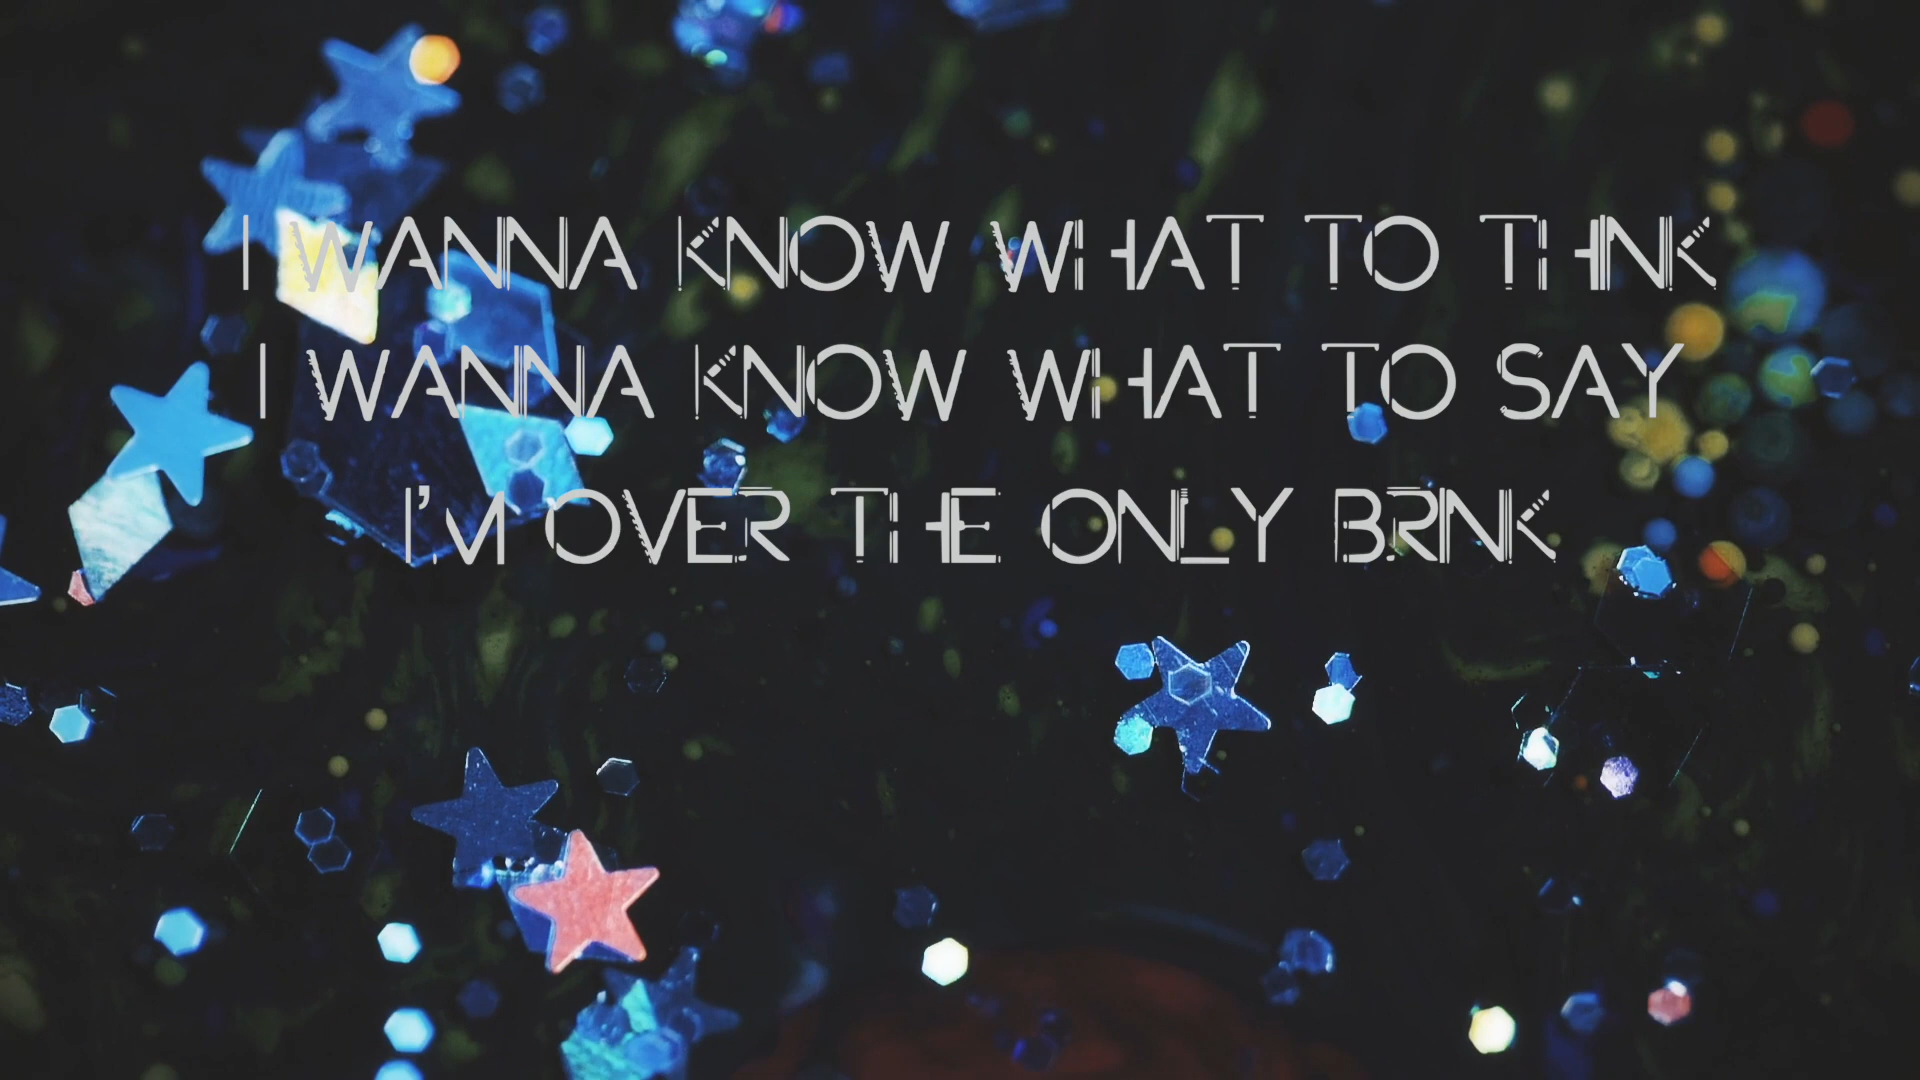 I WANNA KNOW WHAT TO THINK
I WANNA KNOW WHAT TO SAY
I'M OVER THE ONLY BRINK